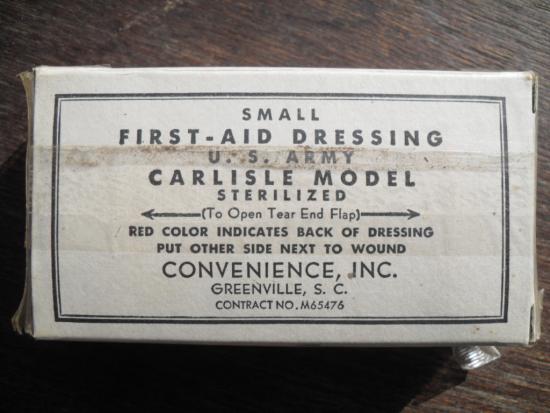 SMALL
FIRST-AID DRESSING
U. S. ARMY
CARLISLE MODEL
STERILIZED
(To Open Tear End Flap)
RED COLOR INDICATES BACK OF DRESSING
PUT OTHER SIDE NEXT TO WOUND
CONVENIENCE, INC.
GREENVILLE, S. C.
CONTRACT NO. M65476